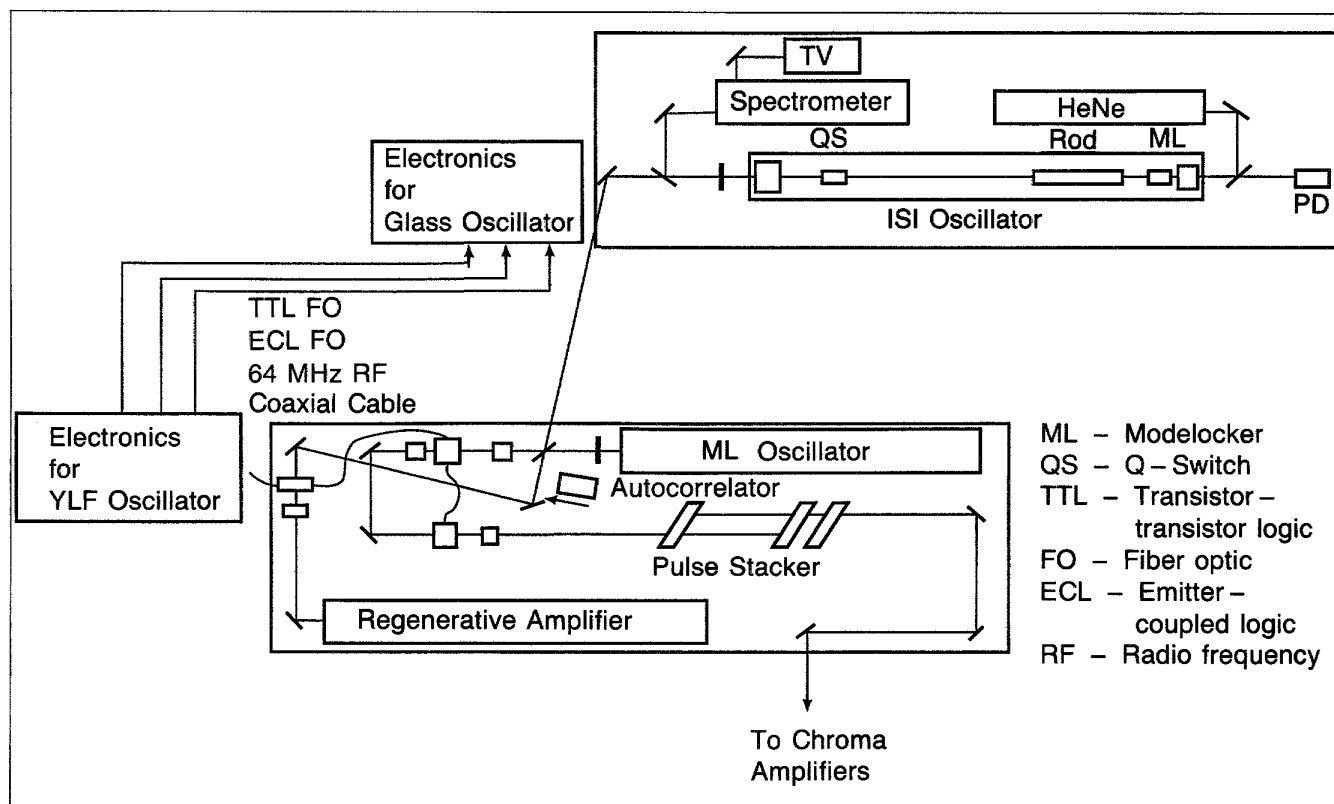 TV
Spectrometer
HeNe
QS
Rod
ML
ISI Oscillator
PD
Electronics
for
Glass Oscillator
TTL FO
ECL FO
64 MHz RF
Coaxial Cable
Electronics
for
YLF Oscillator
ML Oscillator
Autocorrelator
Pulse Stacker
Regenerative Amplifier
To Chroma
Amplifiers
ML – Modelocker
QS – Q–Switch
TTL – Transistor–
transistor logic
FO – Fiber optic
ECL – Emitter–
coupled logic
RF – Radio frequency